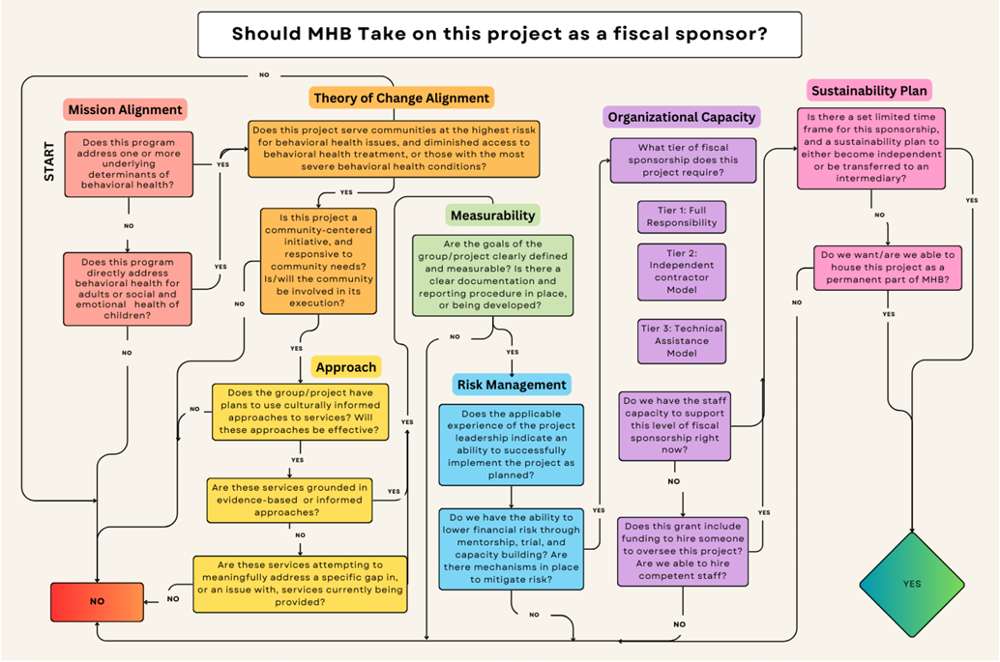 Should MHB Take on this project as a fiscal sponsor?
NO
Mission Alignment
START
Does this program
address one or more
underlying
determinants of
behavioral health?
YES
NO
Does this program
directly address
behavioral health for
adults or social and
emotional health of
children?
YES
NO
Theory of Change Alignment
Does this project serve communities at the highest rissk
for behavioral health issues, and diminished access to
behavioral health treatment, or those with the most
severe behavioral health conditions?
YES
Is this project a
community-centered
initiative, and
responsive to
community needs?
Is/will the community
be involved in its
execution?
NO
YES
Approach
Does the group/project have
plans to use culturally informed
approaches to services? Will
these approaches be effective?
NO
YES
Are these services grounded in
evidence-based or informed
approaches?
YES
NO
Are these services attempting to
meaningfully address a specific gap in,
or an issue with, services currently being
provided?
NO
YES
NO
Measurability
Are the goals of the
group/project clearly defined
and measurable? Is there a
clear documentation and
reporting procedure in place,
or being developed?
NO
YES
Risk Management
Does the applicable
experience of the project
leadership indicate an
ability to successfully
implement the project as
planned?
Do we have the ability to
lower financial risk through
mentorship, trial, and
capacity building? Are
there mechanisms in place
to mitigate risk?
YES
NO
Organizational Capacity
What tier of fiscal
sponsorship does this
project require?
Tier 1: Full
Responsibility
Tier 2:
Independent
contractor
Model
Tier 3: Technical
Assistance
Model
Do we have the staff
capacity to support
this level of fiscal
sponsorship right
now?
NO
Does this grant include
funding to hire someone
to oversee this project?
Are we able to hire
competent staff?
YES
NO
Sustainability Plan
Is there a set limited time
frame for this sponsorship,
and a sustainability plan to
either become independent
or be transferred to an
intermediary?
YES
NO
Do we want/are we able to
house this project as a
permanent part of MHB?
NO
YES
YES